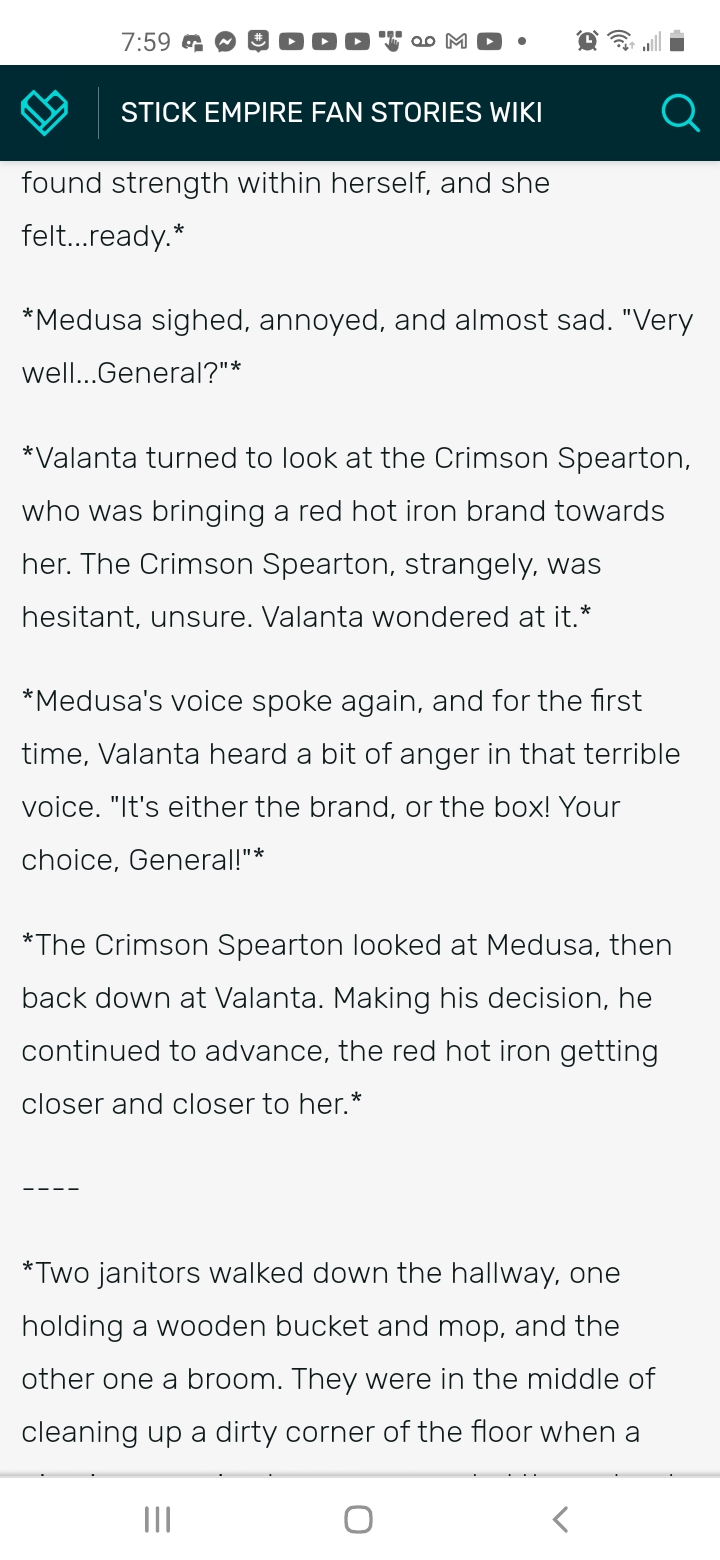 7:59
STICK EMPIRE FAN STORIES WIKI
found strength within herself, and she
felt...ready.*
*Medusa sighed, annoyed, and almost sad. "Very
well...General?"*
*Valanta turned to look at the Crimson Spearton,
who was bringing a red hot iron brand towards
her. The Crimson Spearton, strangely, was
hesitant, unsure. Valanta wondered at it.*
*Medusa's voice spoke again, and for the first
time, Valanta heard a bit of anger in that terrible
voice. "It's either the brand, or the box! Your
choice, General!"*
*The Crimson Spearton looked at Medusa, then
back down at Valanta. Making his decision, he
continued to advance, the red hot iron getting
closer and closer to her.*
----
*Two janitors walked down the hallway, one
holding a wooden bucket and mop, and the
other one a broom. They were in the middle of
cleaning up a dirty corner of the floor when a